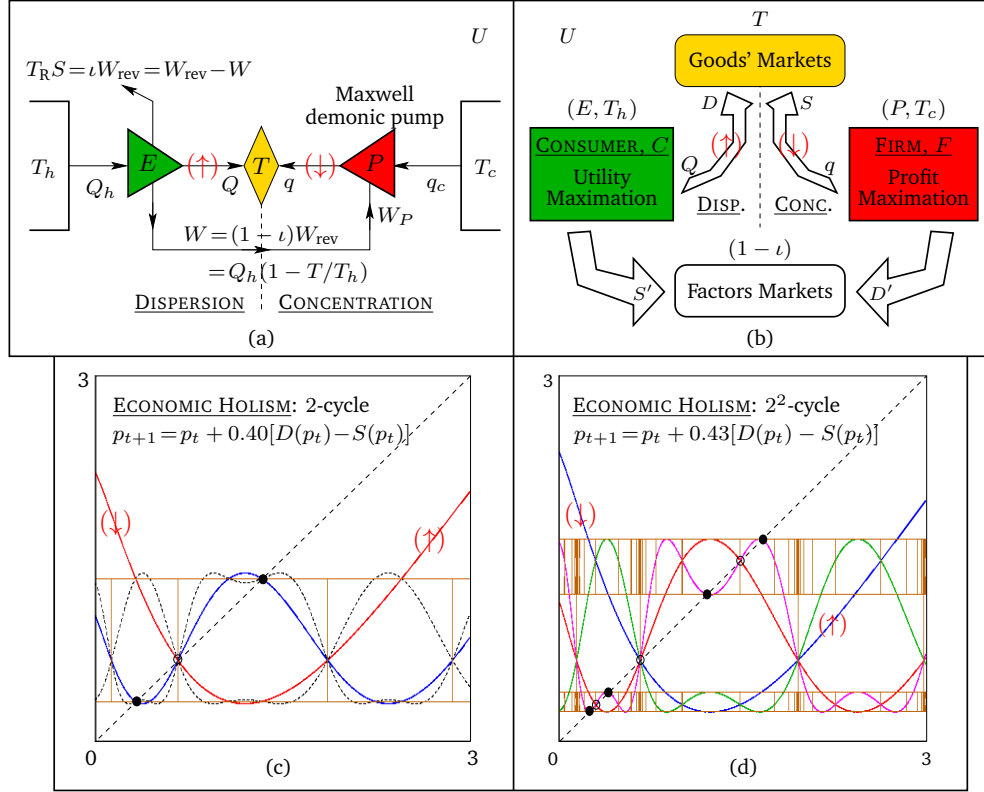 U
T_R S = ιW_rev = W_rev − W
Maxwell
demonic pump
T_h
E
(↑)
T
(↓)
P
T_c
Q_h
Q
q
q_c
W_P
W = (1 − ι)W_rev
= Q_h(1 − T/T_h)
DISPERSION
CONCENTRATION
(a)
T
U
Goods' Markets
D
S
(E, T_h)
(P, T_c)
CONSUMER, C
Utility
Maximation
(↑)
(↓)
Q
q
DISP.
CONC.
FIRM, F
Profit
Maximation
(1 − ι)
S′
Factors Markets
D′
(b)
3
ECONOMIC HOLISM: 2-cycle
p_{t+1} = p_t + 0.40[D(p_t) − S(p_t)]
(↓)
(↑)
0
3
(c)
3
ECONOMIC HOLISM: 2²-cycle
p_{t+1} = p_t + 0.43[D(p_t) − S(p_t)]
(↓)
(↑)
0
3
(d)